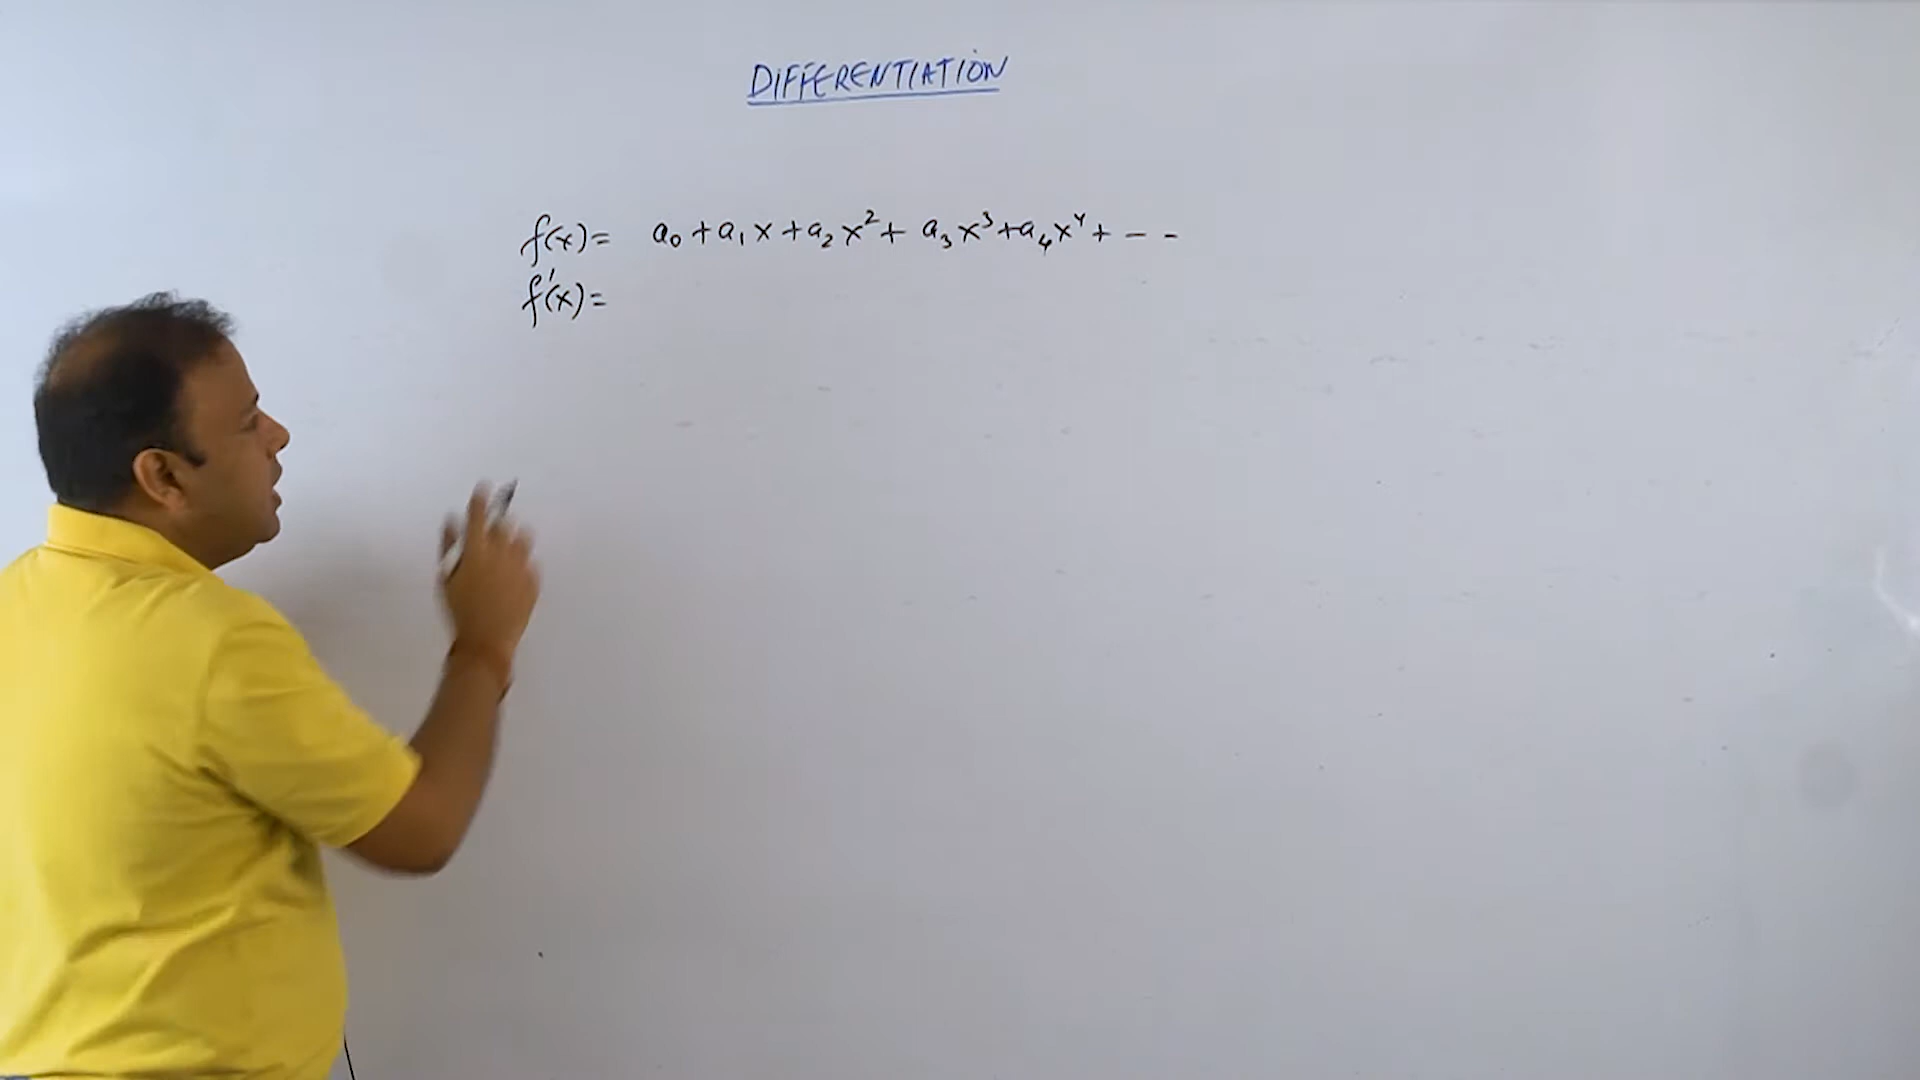 DIFFERENTIATION
f(x)= a₀+a₁x+a₂x²+ a₃x³+a₄x⁴+ - -
f'(x)=